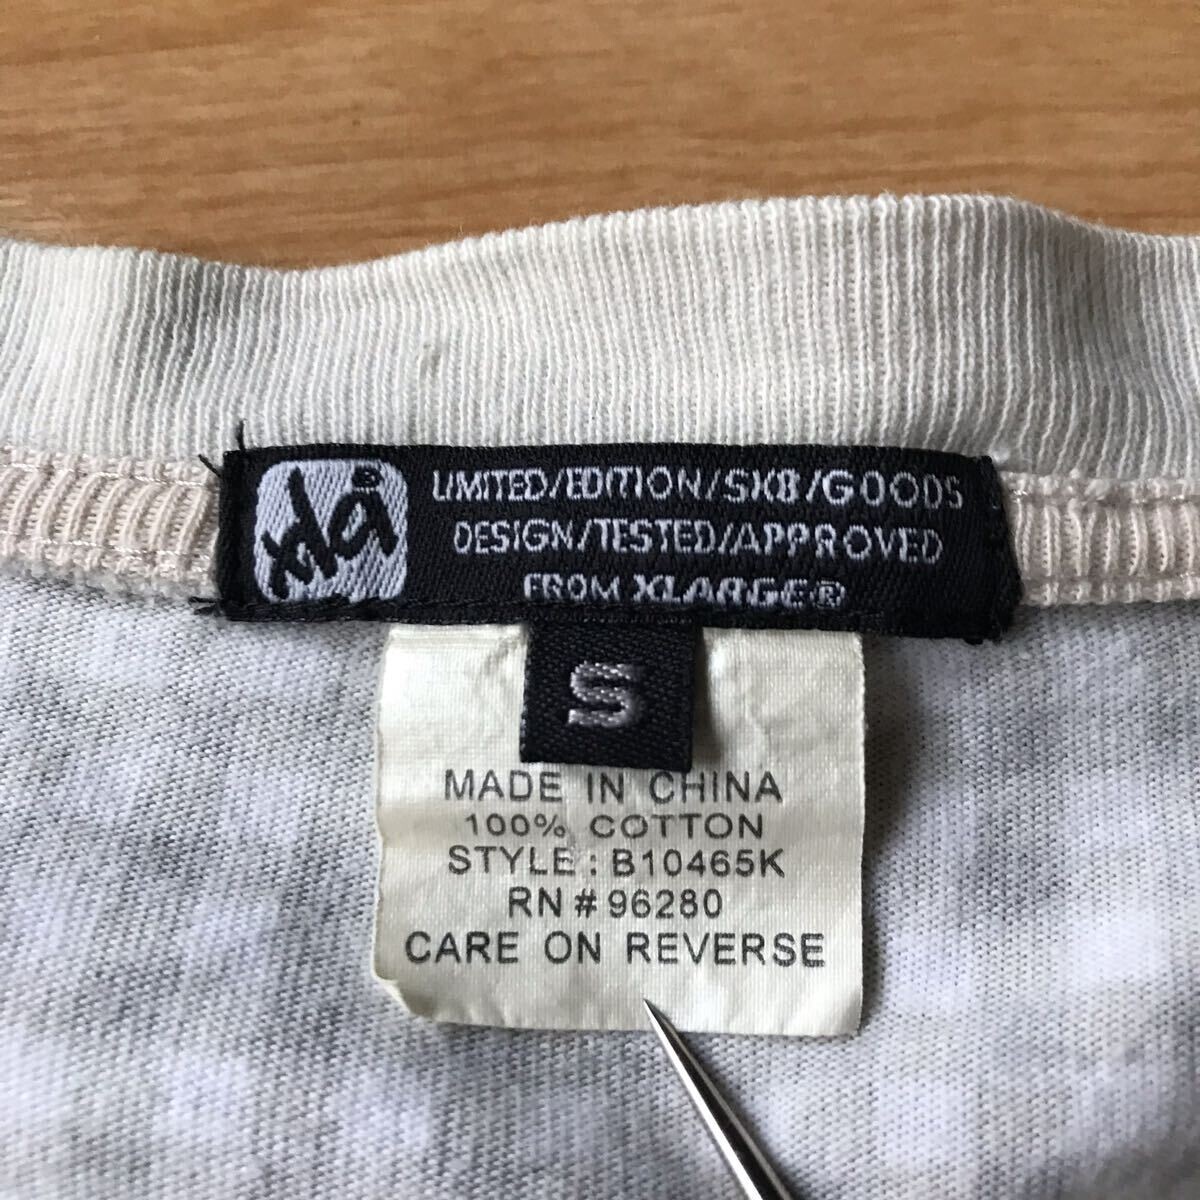 xlg®
LIMITED/EDITION/SK8/GOODS
DESIGN/TESTED/APPROVED
FROM XLARGE®
S
MADE IN CHINA
100% COTTON
STYLE: B10465K
RN # 96280
CARE ON REVERSE